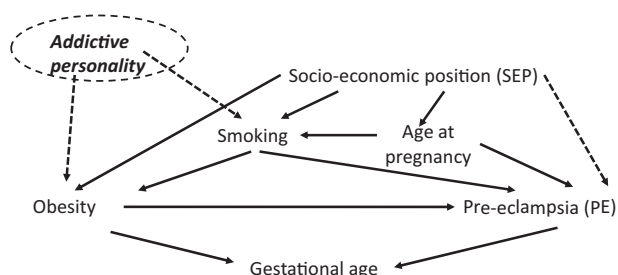 Addictive
personality
Socio-economic position (SEP)
Smoking
Age at
pregnancy
Obesity
Pre-eclampsia (PE)
Gestational age